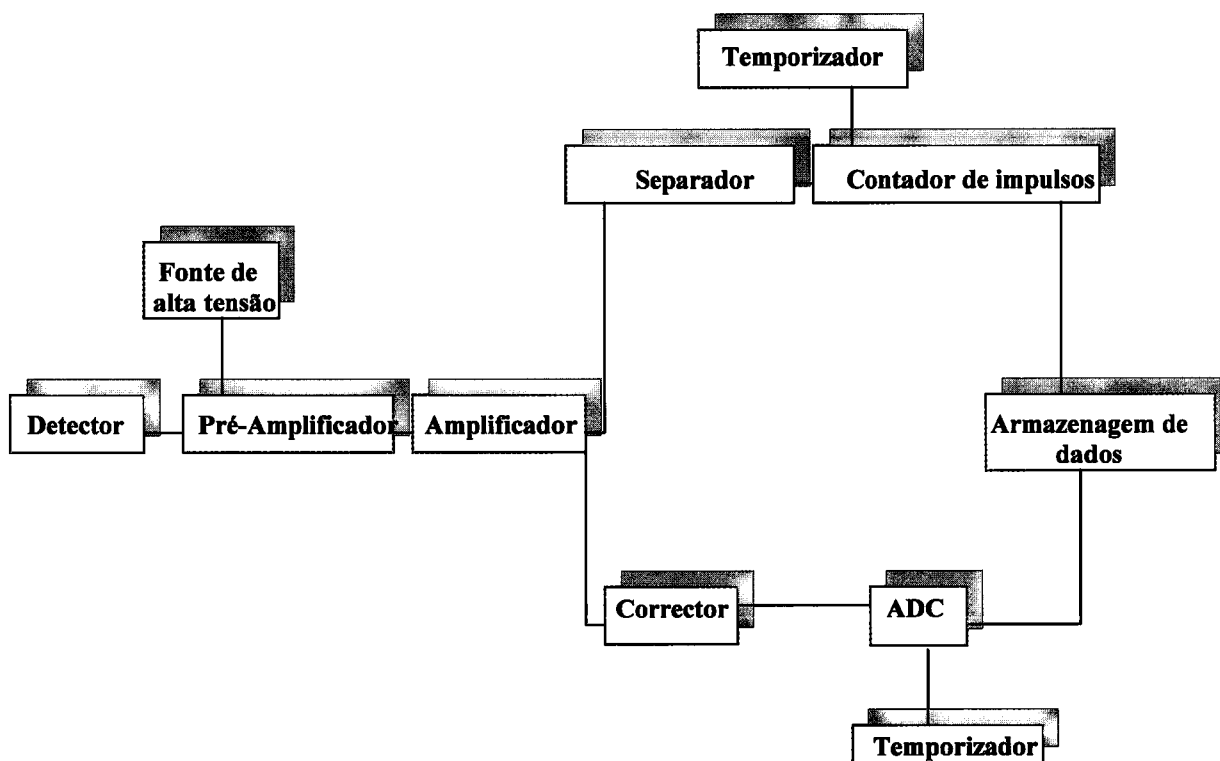 Temporizador
Separador
Contador de impulsos
Fonte de
alta tensão
Detector
Pré-Amplificador
Amplificador
Armazenagem de
dados
Corrector
ADC
Temporizador